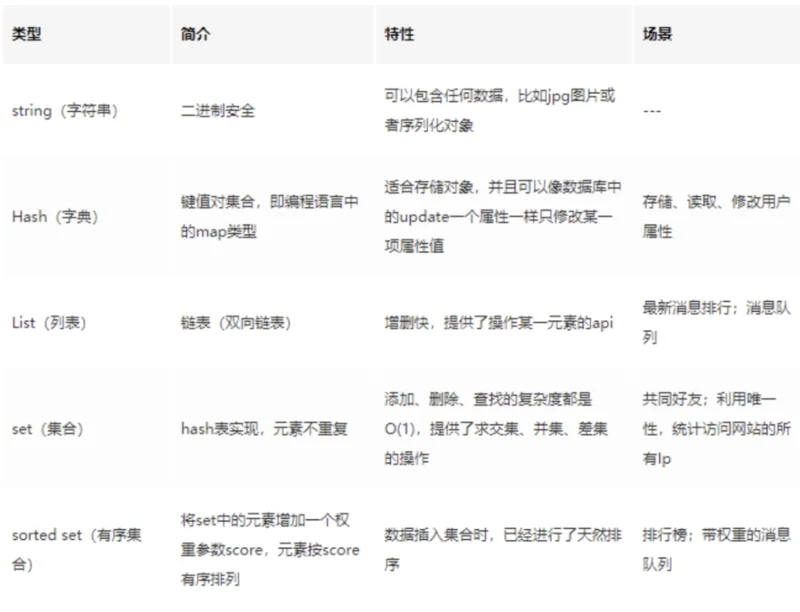 类型
简介
特性
场景
string（字符串）
二进制安全
可以包含任何数据，比如jpg图片或
者序列化对象
---
Hash（字典）
键值对集合，即编程语言中
的map类型
适合存储对象，并且可以像数据库中
的update一个属性一样只修改某一
项属性值
存储、读取、修改用户
属性
List（列表）
链表（双向链表）
增删快，提供了操作某一元素的api
最新消息排行；消息队
列
set（集合）
hash表实现，元素不重复
添加、删除、查找的复杂度都是
O(1)，提供了求交集、并集、差集
的操作
共同好友；利用唯一
性，统计访问网站的所
有Ip
sorted set（有序集
合）
将set中的元素增加一个权
重参数score，元素按score
有序排列
数据插入集合时，已经进行了天然排
序
排行榜；带权重的消息
队列